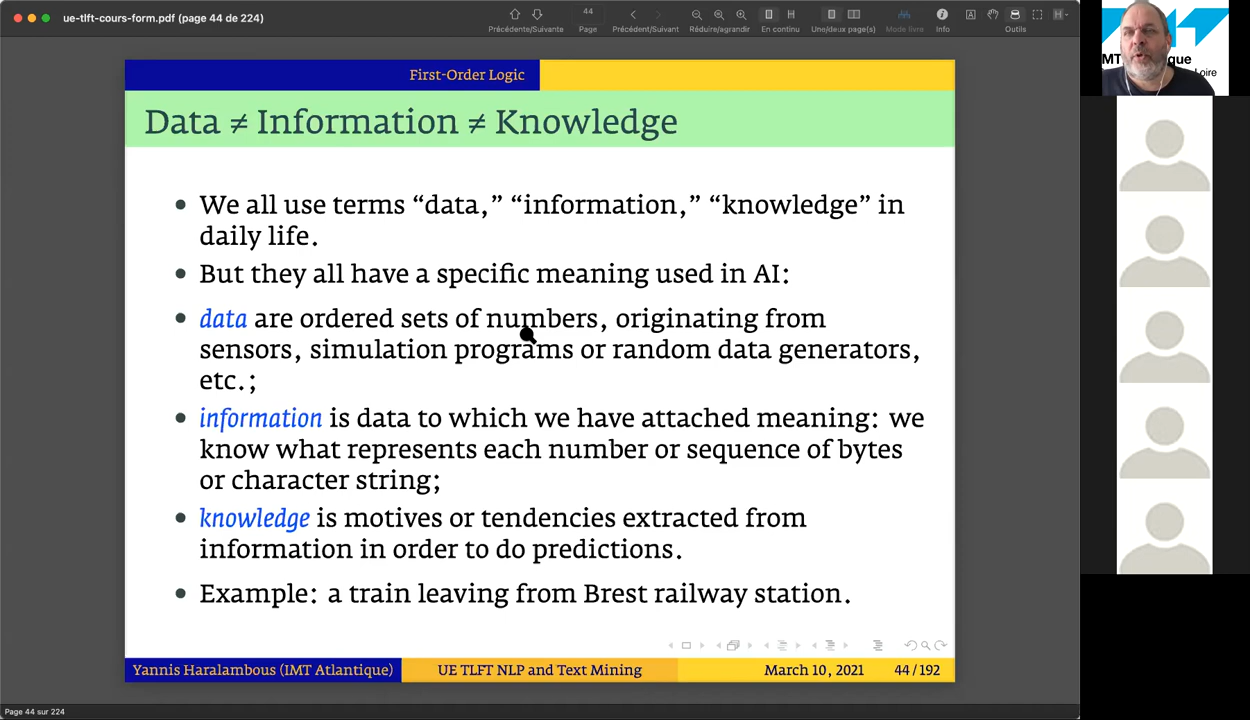 ue-tlft-cours-form.pdf (page 44 de 224)
44
Précédente/Suivante Page Précédent/Suivant Réduire/agrandir En continu Une/deux page(s) Mode livre Info Outils
First-Order Logic
Data ≠ Information ≠ Knowledge
• We all use terms “data,” “information,” “knowledge” in
daily life.
• But they all have a specific meaning used in AI:
• data are ordered sets of numbers, originating from
sensors, simulation programs or random data generators,
etc.;
• information is data to which we have attached meaning: we
know what represents each number or sequence of bytes
or character string;
• knowledge is motives or tendencies extracted from
information in order to do predictions.
• Example: a train leaving from Brest railway station.
Yannis Haralambous (IMT Atlantique) UE TLFT NLP and Text Mining March 10, 2021 44 / 192
Page 44 sur 224